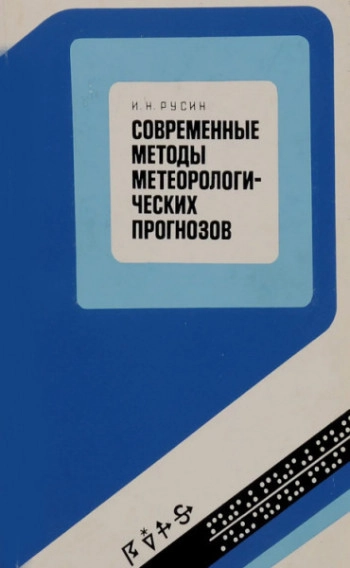 И. Н. РУСИН
СОВРЕМЕННЫЕ
МЕТОДЫ
МЕТЕОРОЛОГИ-
ЧЕСКИХ
ПРОГНОЗОВ